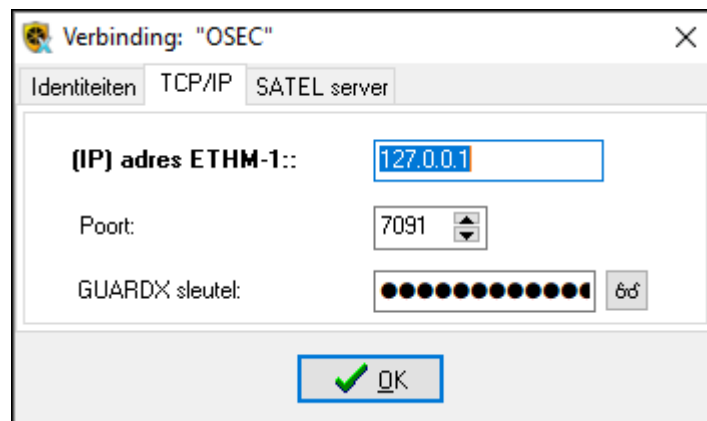 Verbinding: "OSEC"
Identiteiten TCP/IP SATEL server
(IP) adres ETHM-1:: 127.0.0.1
Poort: 7091
GUARDX sleutel: ●●●●●●●●●●●●
OK